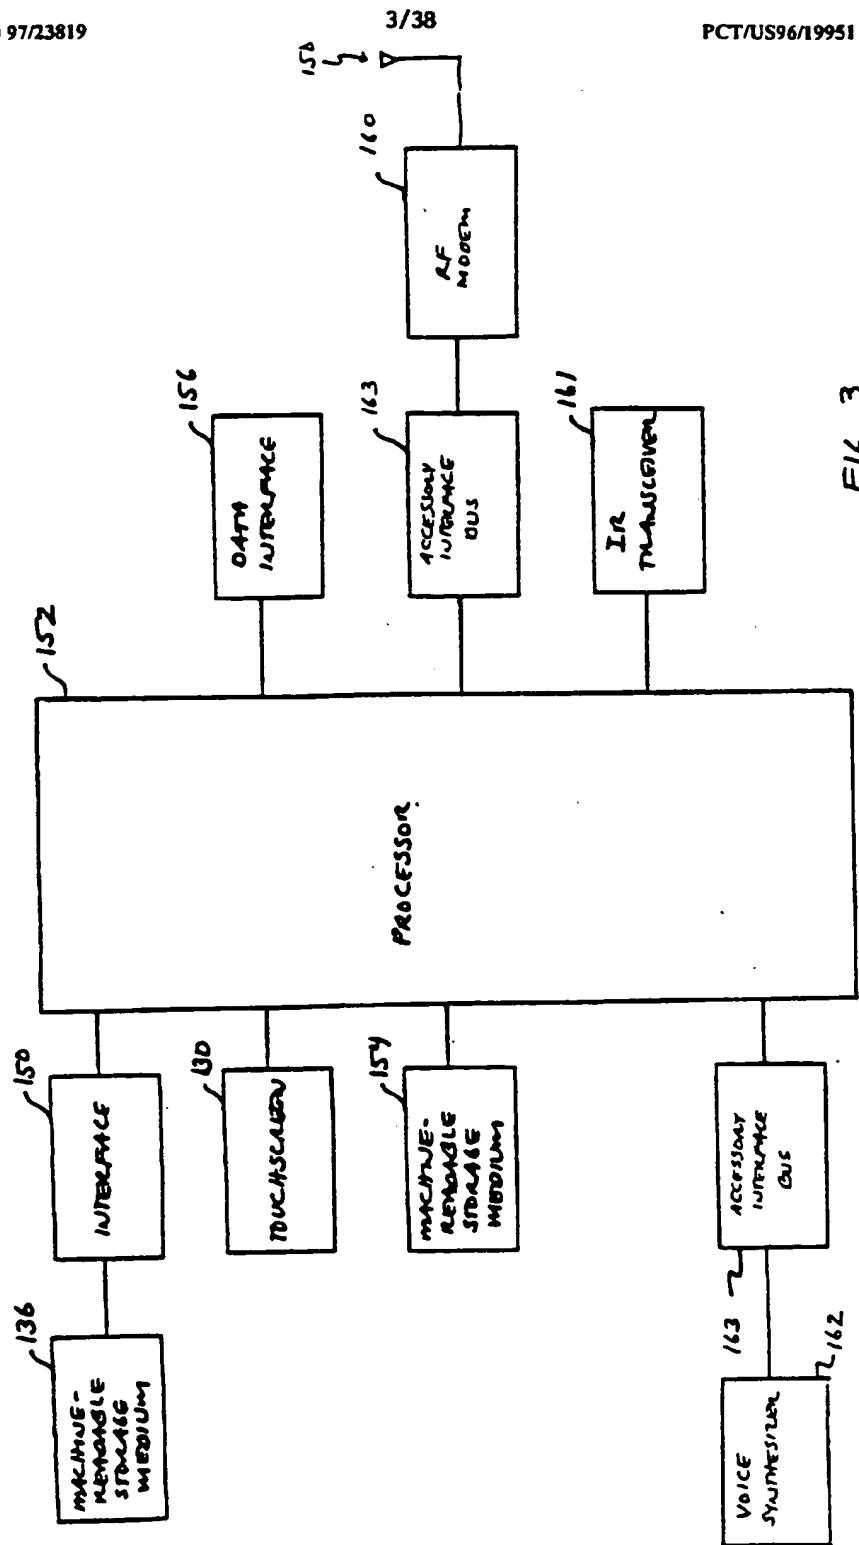 97/23819
3/38
PCT/US96/19951
150
160
RF
MODEM
156
DATA
INTERFACE
163
ACCESSORY
INTERFACE
BUS
161
IR
TRANSCEIVER
FIG. 3
152
PROCESSOR
150
INTERFACE
130
TOUCHSCREEN
154
MACHINE-
READABLE
STORAGE
MEDIUM
ACCESSORY
INTERFACE
BUS
163
136
MACHINE-
READABLE
STORAGE
MEDIUM
162
VOICE
SYNTHESIZER